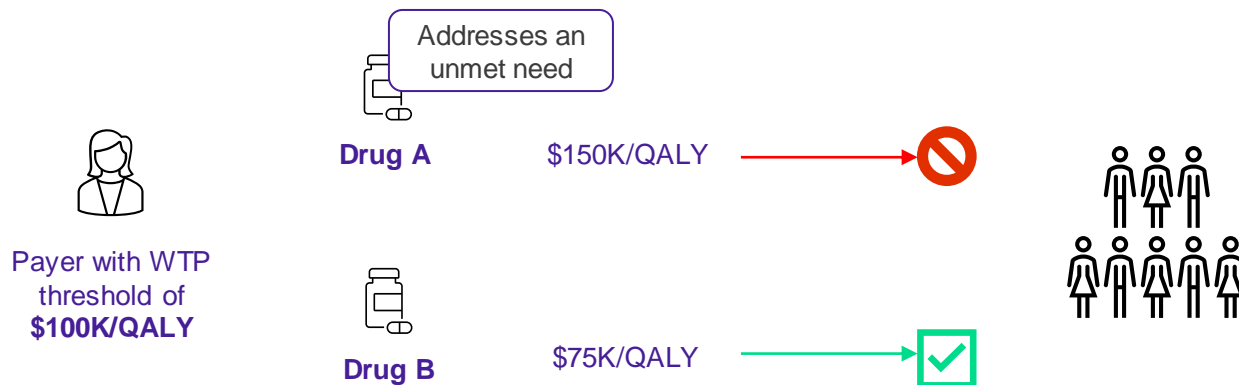 Addresses an
unmet need
Drug A
$150K/QALY
Payer with WTP
threshold of
$100K/QALY
Drug B
$75K/QALY